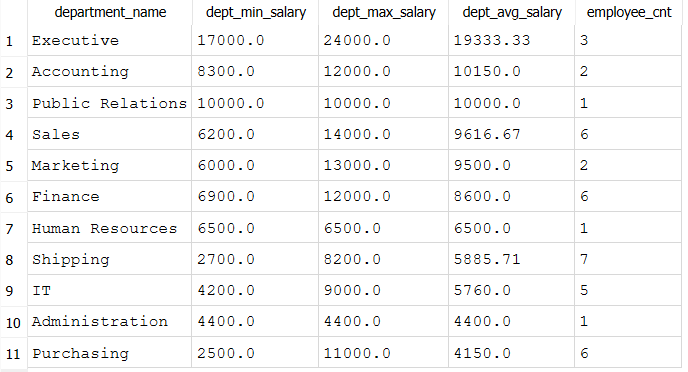 department_name dept_min_salary dept_max_salary dept_avg_salary employee_cnt
1 Executive 17000.0 24000.0 19333.33 3
2 Accounting 8300.0 12000.0 10150.0 2
3 Public Relations 10000.0 10000.0 10000.0 1
4 Sales 6200.0 14000.0 9616.67 6
5 Marketing 6000.0 13000.0 9500.0 2
6 Finance 6900.0 12000.0 8600.0 6
7 Human Resources 6500.0 6500.0 6500.0 1
8 Shipping 2700.0 8200.0 5885.71 7
9 IT 4200.0 9000.0 5760.0 5
10 Administration 4400.0 4400.0 4400.0 1
11 Purchasing 2500.0 11000.0 4150.0 6